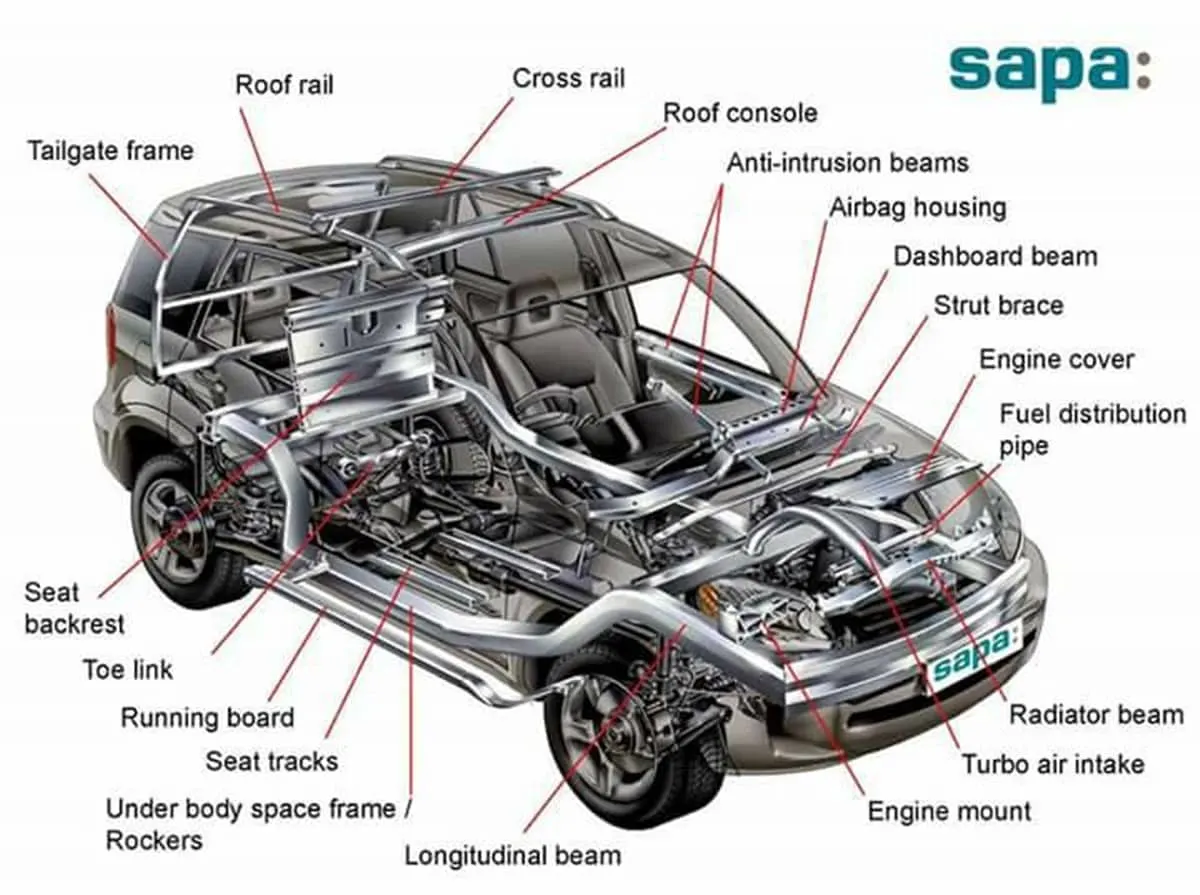 sapa:
Roof rail
Cross rail
Roof console
Tailgate frame
Anti-intrusion beams
Airbag housing
Dashboard beam
Strut brace
Engine cover
Fuel distribution
pipe
Seat
backrest
Toe link
Running board
Seat tracks
Under body space frame /
Rockers
Longitudinal beam
sapa:
Radiator beam
Turbo air intake
Engine mount